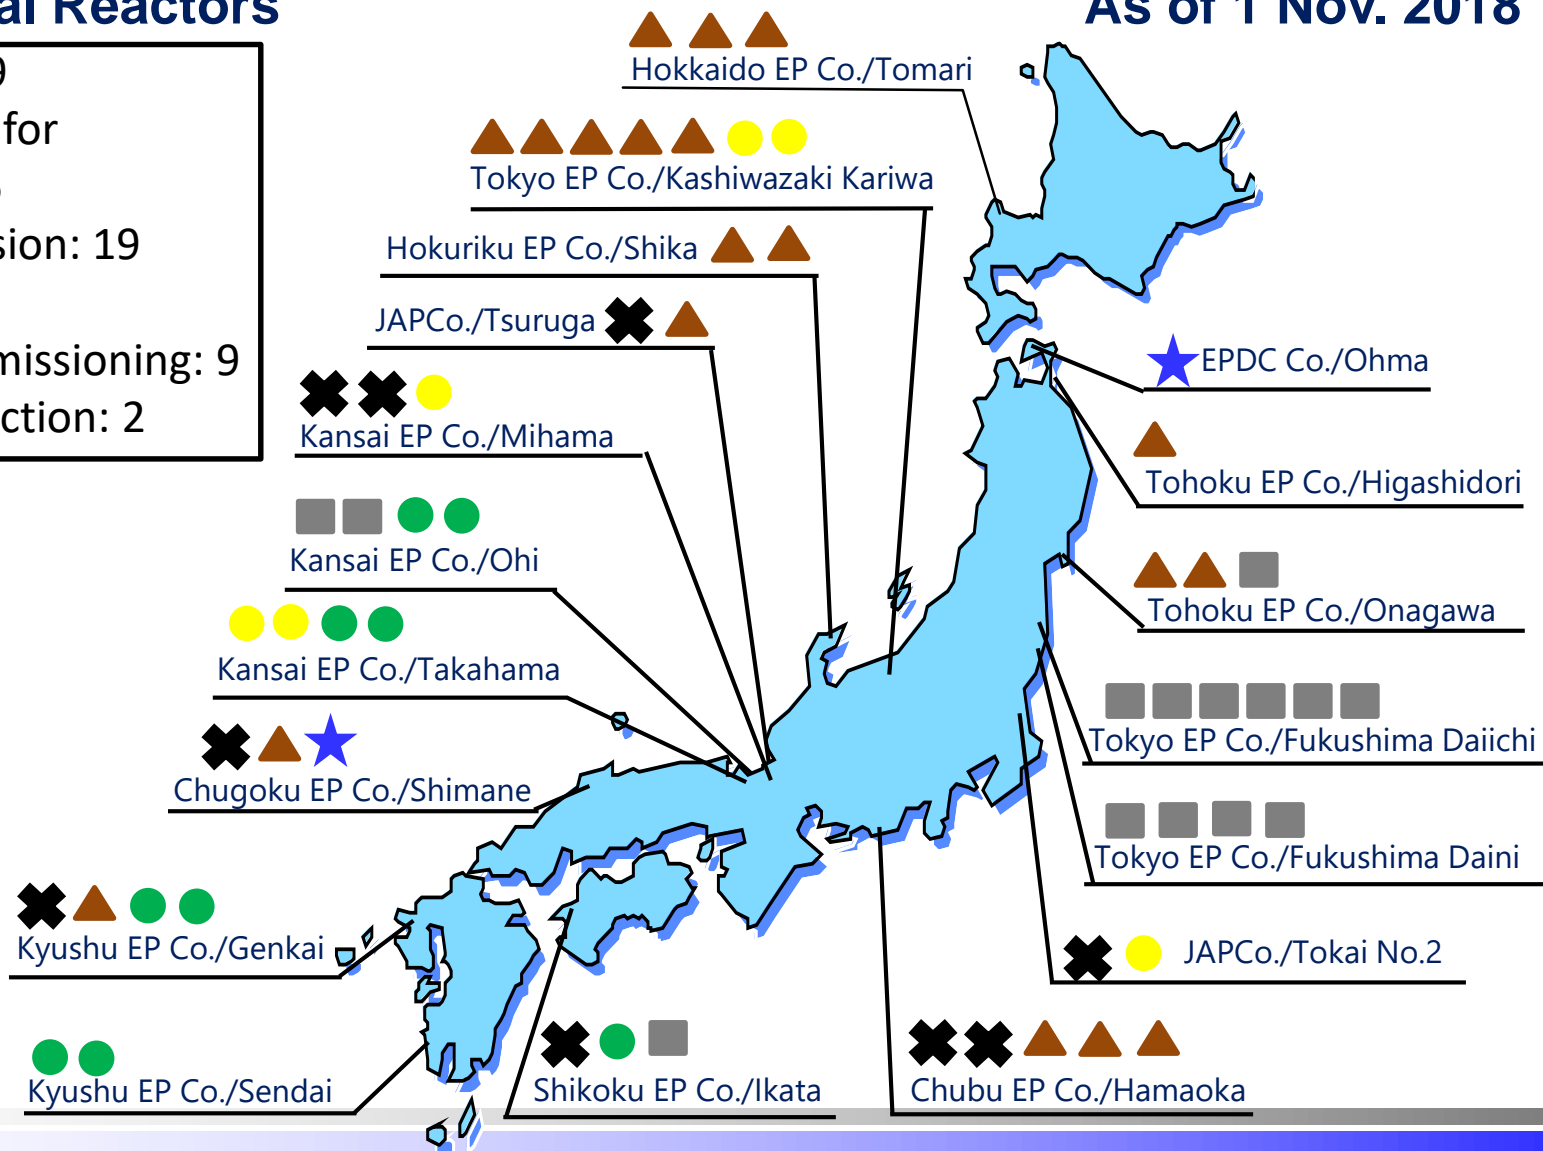 al Reactors
As of 1 Nov. 2018
9
for
sion: 19
missioning: 9
ction: 2
Hokkaido EP Co./Tomari
Tokyo EP Co./Kashiwazaki Kariwa
Hokuriku EP Co./Shika
JAPCo./Tsuruga
Kansai EP Co./Mihama
Kansai EP Co./Ohi
Kansai EP Co./Takahama
Chugoku EP Co./Shimane
Kyushu EP Co./Genkai
Kyushu EP Co./Sendai
Shikoku EP Co./Ikata
Chubu EP Co./Hamaoka
EPDC Co./Ohma
Tohoku EP Co./Higashidori
Tohoku EP Co./Onagawa
Tokyo EP Co./Fukushima Daiichi
Tokyo EP Co./Fukushima Daini
JAPCo./Tokai No.2